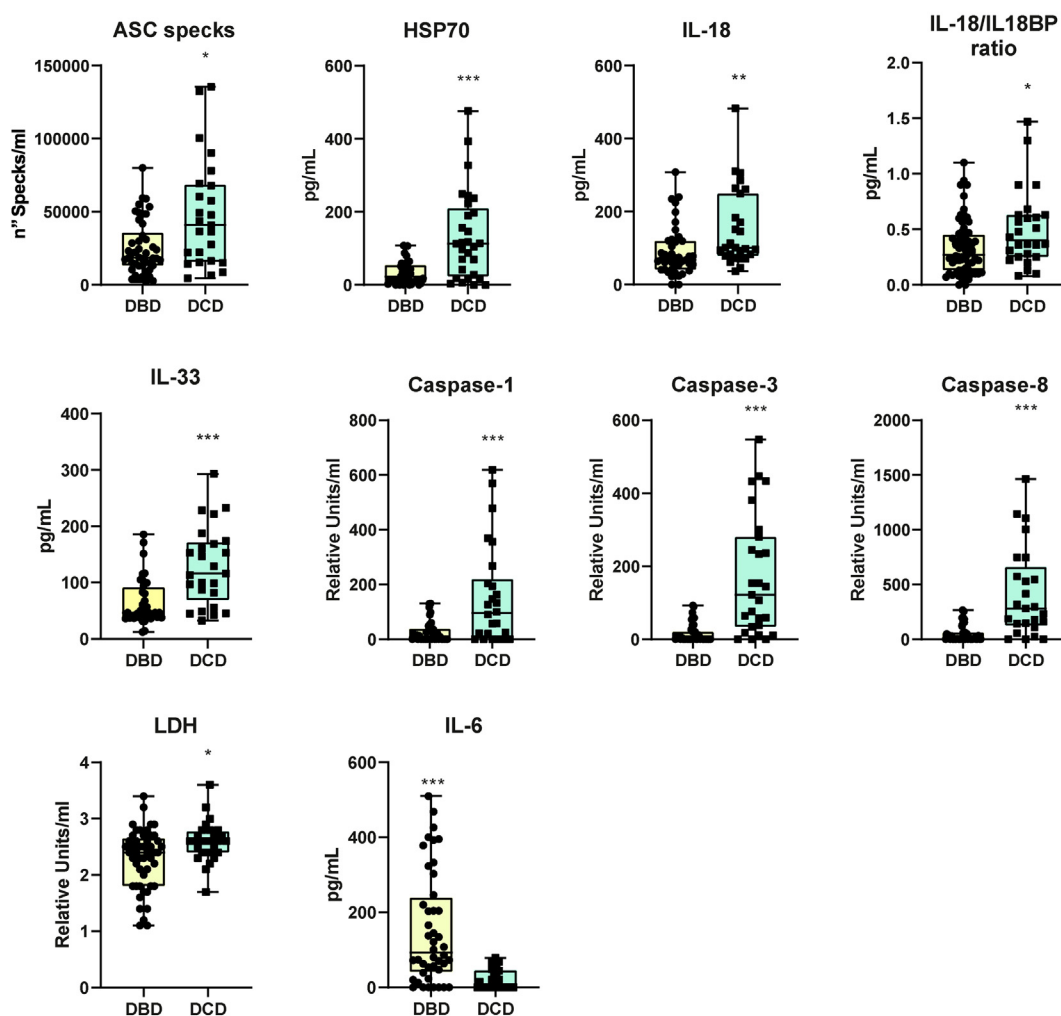 ASC specks
*
n'' Specks/ml
150000
100000
50000
0
DBD DCD
HSP70
***
pg/mL
600
400
200
0
DBD DCD
IL-18
**
pg/mL
600
400
200
0
DBD DCD
IL-18/IL18BP
ratio
*
pg/mL
2.0
1.5
1.0
0.5
0.0
DBD DCD
IL-33
***
pg/mL
400
300
200
100
0
DBD DCD
Caspase-1
***
Relative Units/ml
800
600
400
200
0
DBD DCD
Caspase-3
***
Relative Units/ml
600
400
200
0
DBD DCD
Caspase-8
***
Relative Units/ml
2000
1500
1000
500
0
DBD DCD
LDH
*
Relative Units/ml
4
3
2
1
0
DBD DCD
IL-6
***
pg/mL
600
400
200
0
DBD DCD